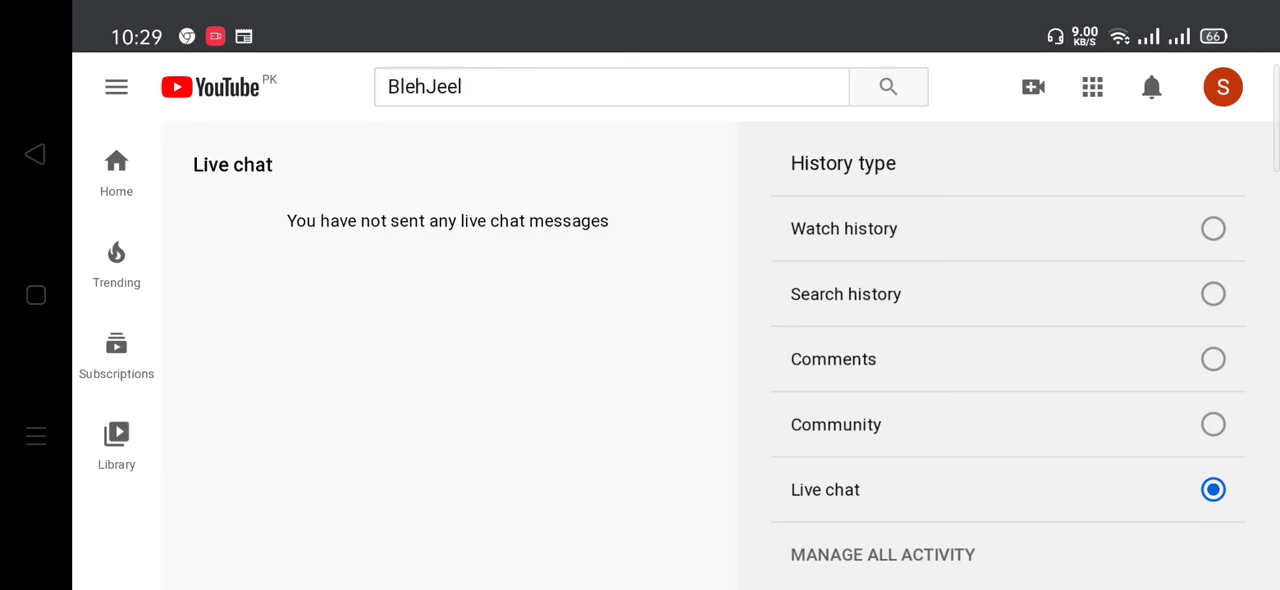 10:29
9.00
KB/S
66
YouTube PK
BlehJeel
S
Home
Trending
Subscriptions
Library
Live chat
You have not sent any live chat messages
History type
Watch history
Search history
Comments
Community
Live chat
MANAGE ALL ACTIVITY